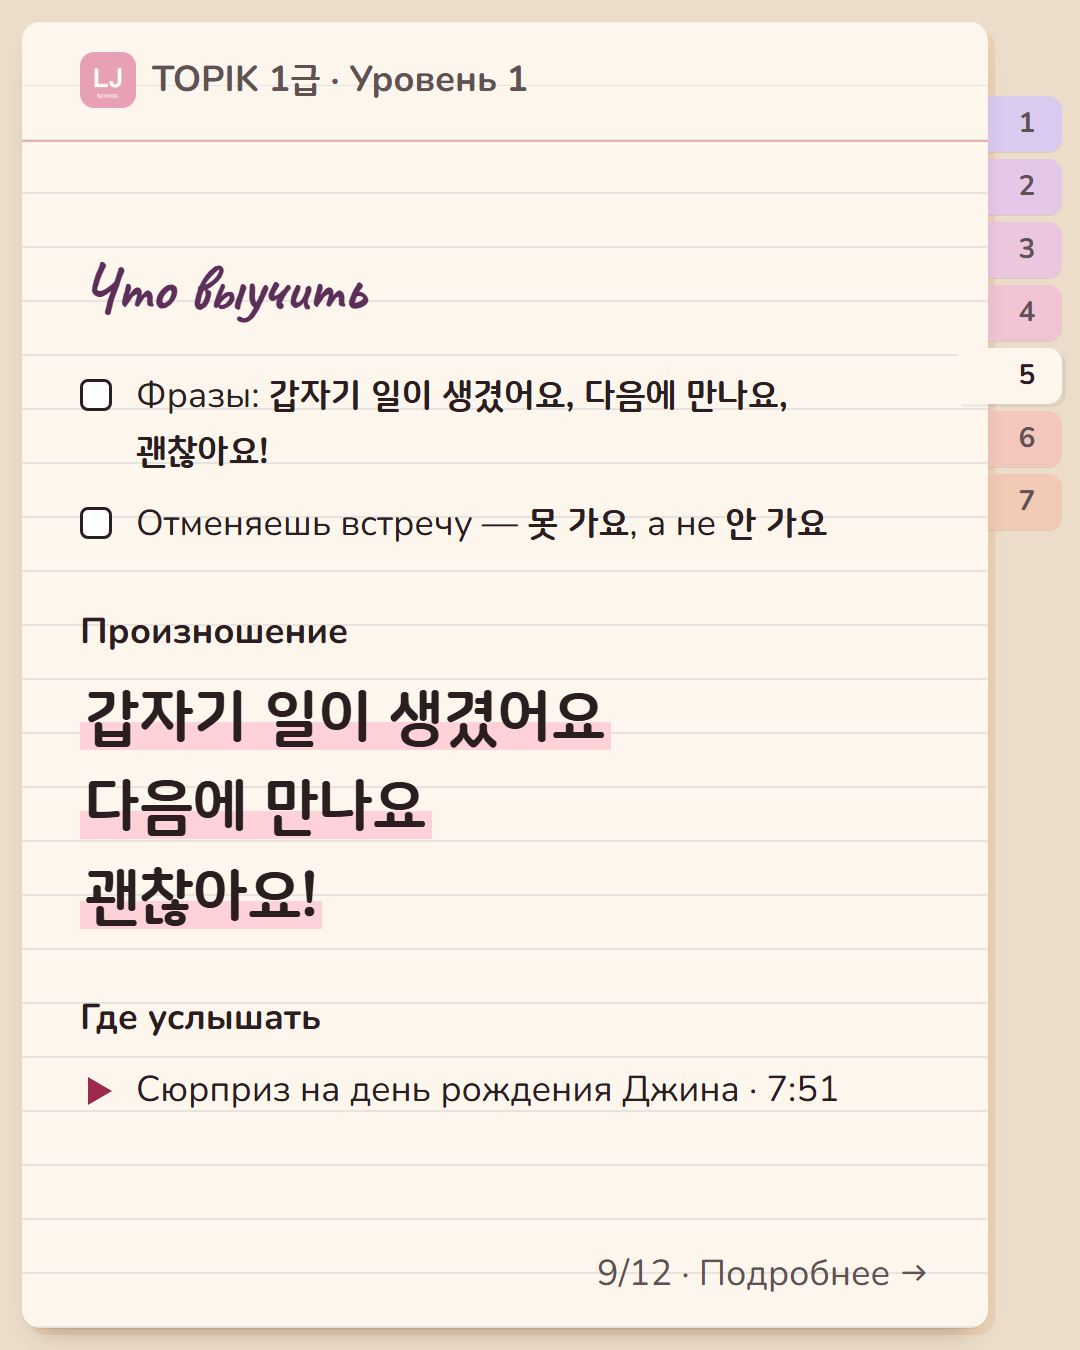 LJ
SCHOOL
TOPIK 1급 · Уровень 1
1
2
3
4
5
6
7
Что выучить
Фразы: 갑자기 일이 생겼어요, 다음에 만나요,
괜찮아요!
Отменяешь встречу — 못 가요, а не 안 가요
Произношение
갑자기 일이 생겼어요
다음에 만나요
괜찮아요!
Где услышать
Сюрприз на день рождения Джина · 7:51
9/12 · Подробнее →